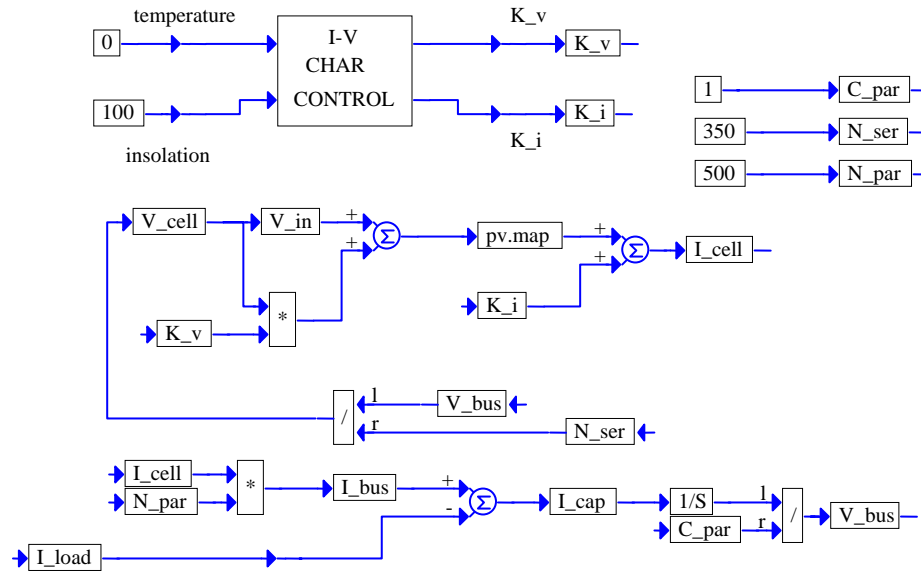 temperature
K_v
0
I-V
K_v
CHAR
1
C_par
100
CONTROL
K_i
350
N_ser
insolation
K_i
500
N_par
V_cell
V_in
+
+
Σ
pv.map
+
+
Σ
I_cell
K_v
*
K_i
/
l
r
V_bus
N_ser
I_cell
N_par
*
I_bus
+
-
Σ
I_cap
1/S
C_par
l
r
/
V_bus
I_load